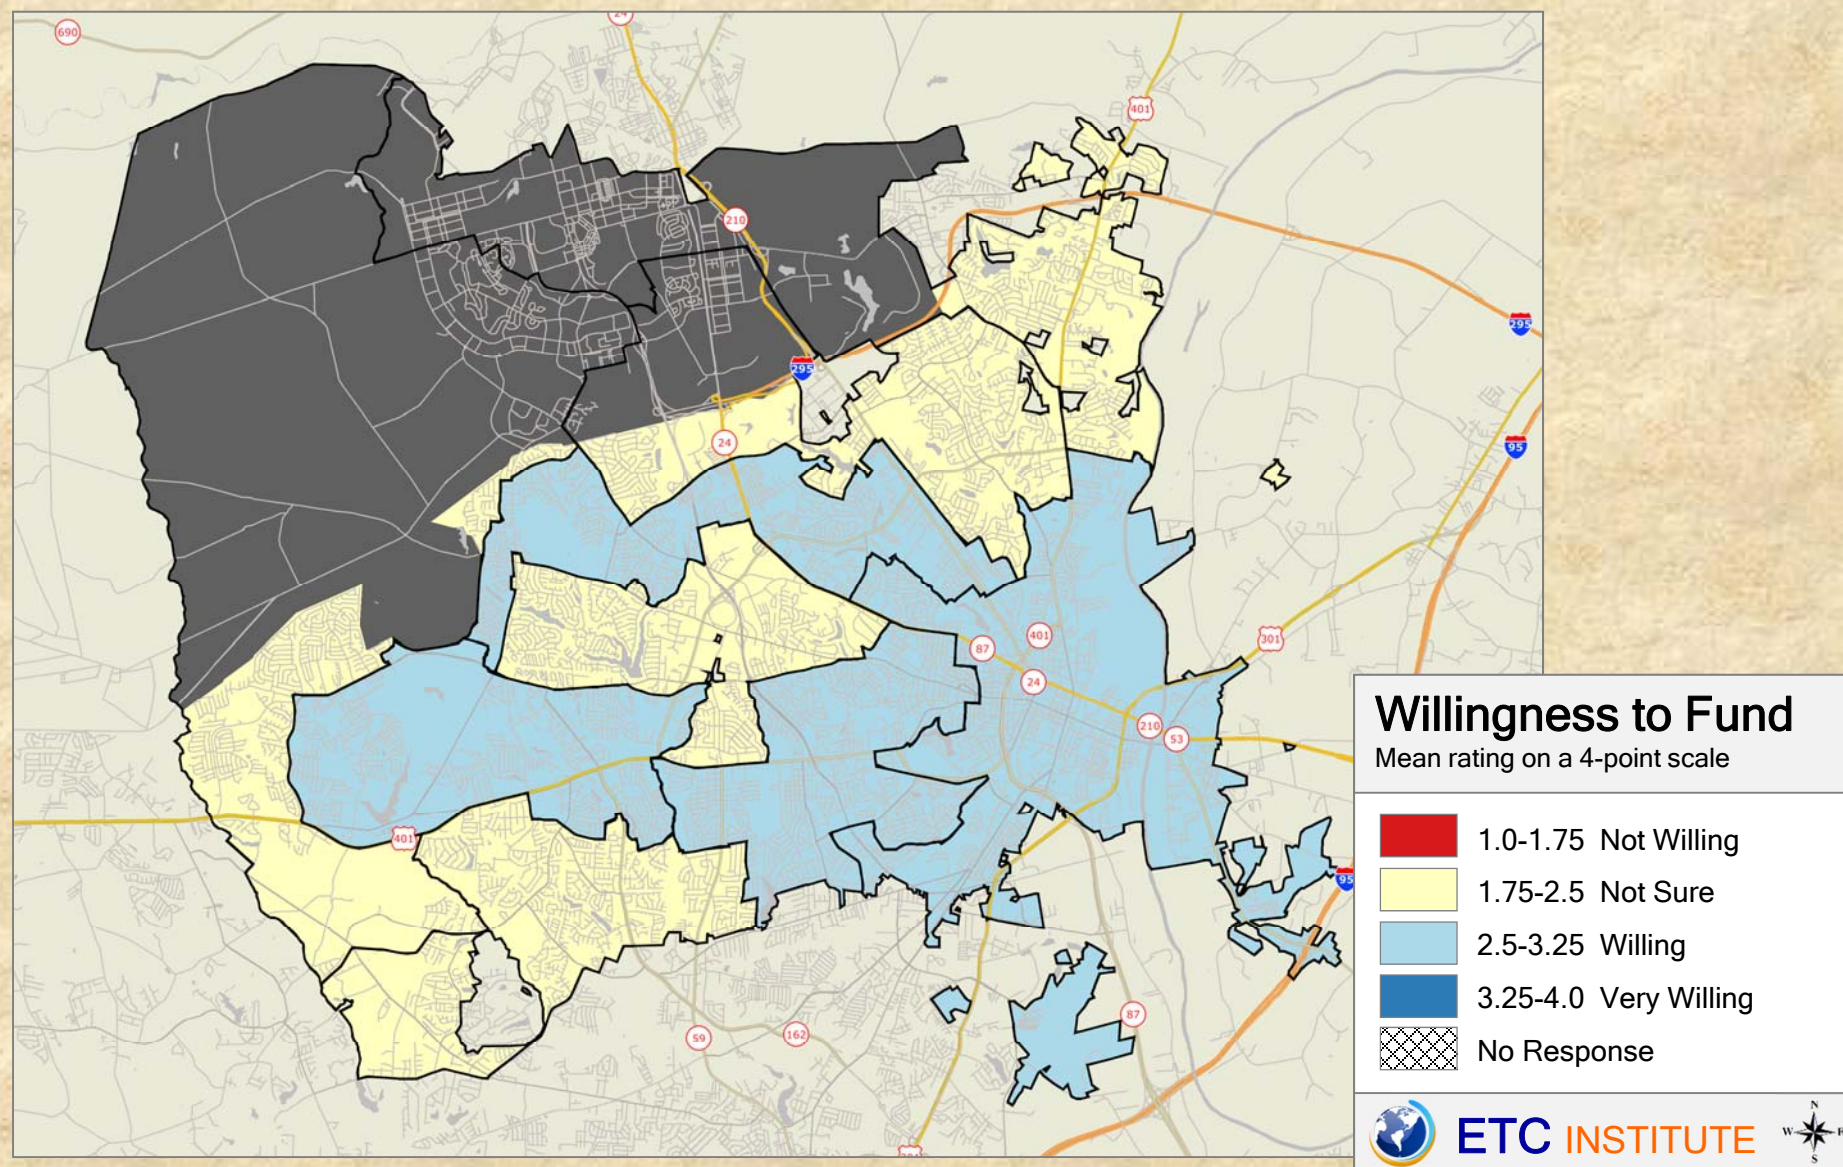 690
24
401
210
295
295
24
95
301
87
401
24
210
53
401
95
87
59
162
Willingness to Fund
Mean rating on a 4-point scale
1.0-1.75 Not Willing
1.75-2.5 Not Sure
2.5-3.25 Willing
3.25-4.0 Very Willing
No Response
ETC INSTITUTE
N
W E
S